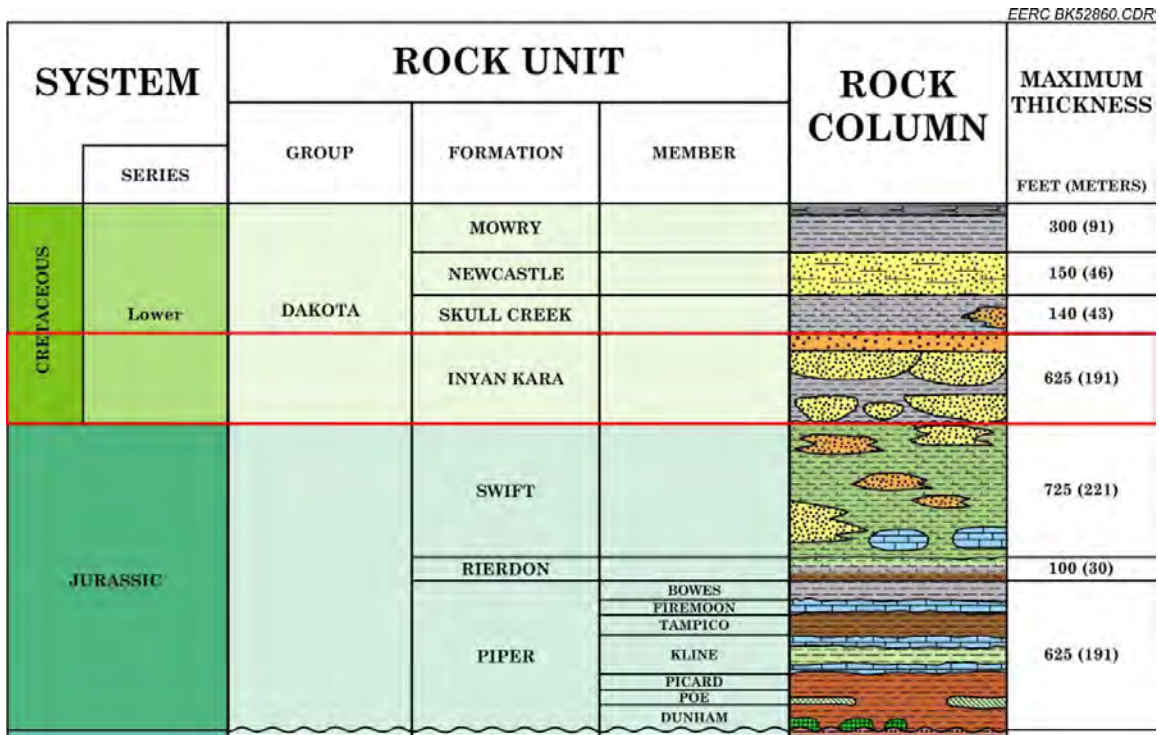 EERC BK52860.CDR
SYSTEM
ROCK UNIT
ROCK
COLUMN
MAXIMUM
THICKNESS
SERIES
GROUP
FORMATION
MEMBER
FEET (METERS)
CRETACEOUS
Lower
DAKOTA
MOWRY
300 (91)
NEWCASTLE
150 (46)
SKULL CREEK
140 (43)
INYAN KARA
625 (191)
JURASSIC
SWIFT
725 (221)
RIERDON
100 (30)
PIPER
BOWES
FIREMOON
TAMPICO
KLINE
PICARD
POE
DUNHAM
625 (191)